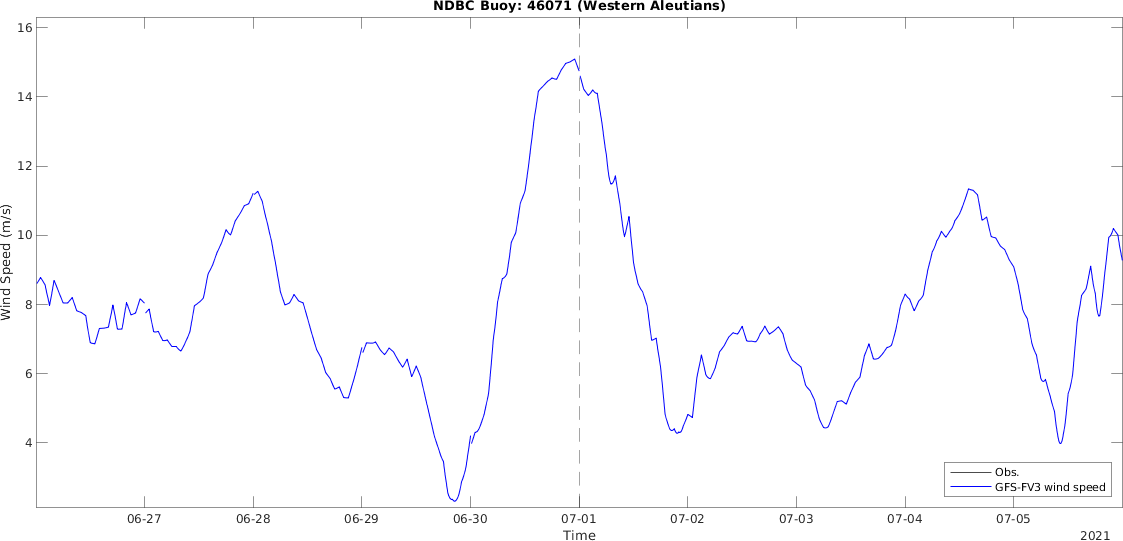 NDBC Buoy: 46071 (Western Aleutians)
16
14
12
10
8
6
4
Wind Speed (m/s)
Obs.
GFS-FV3 wind speed
06-27 06-28 06-29 06-30 07-01 07-02 07-03 07-04 07-05
Time
2021